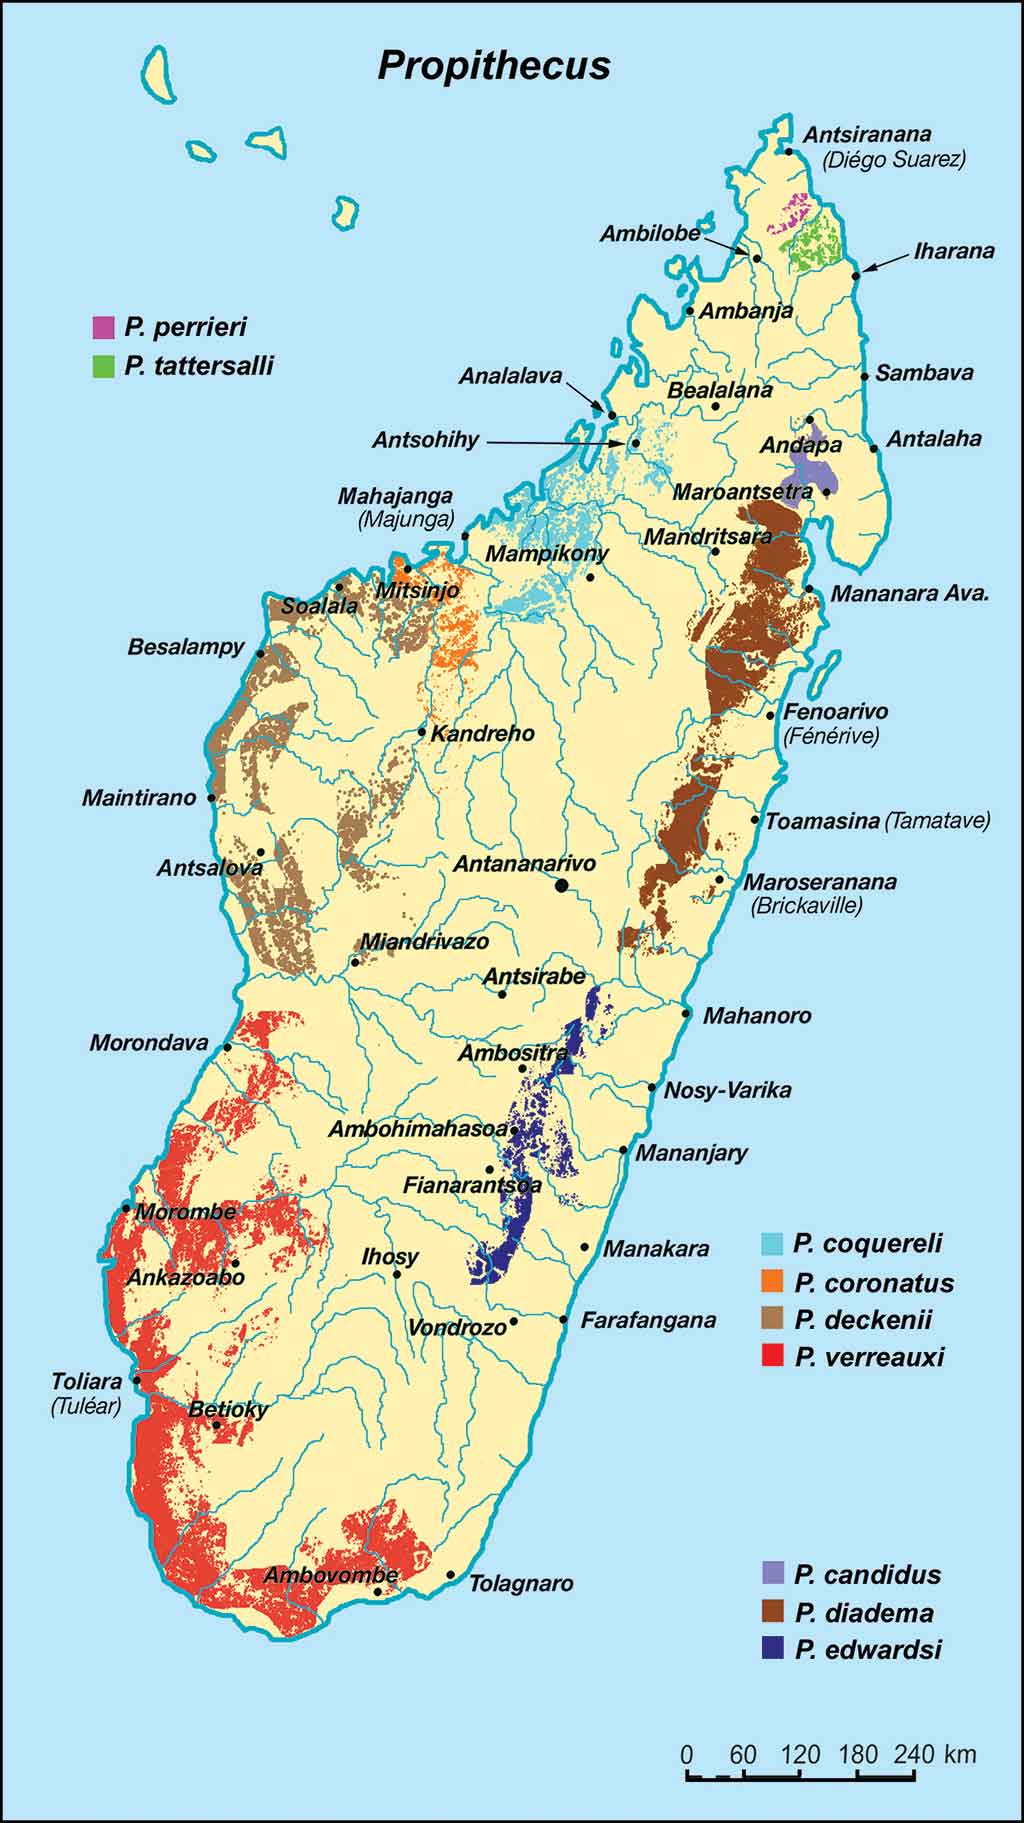 Propithecus
Antsiranana
(Diégo Suarez)
Ambilobe
Iharana
P. perrieri
P. tattersalli
Ambanja
Analalava
Bealalana
Sambava
Antsohihy
Andapa
Antalaha
Mahajanga
(Majunga)
Maroantsetra
Mampikony
Mandritsara
Mitsinjo
Soalala
Mananara Ava.
Besalampy
Fenoarivo
(Fénérive)
Kandreho
Maintirano
Toamasina (Tamatave)
Antsalova
Antananarivo
Maroseranana
(Brickaville)
Miandrivazo
Antsirabe
Mahanoro
Morondava
Ambositra
Nosy-Varika
Ambohimahasoa
Mananjary
Fianarantsoa
Morombe
Manakara
Ihosy
Ankazoabo
P. coquereli
P. coronatus
P. deckenii
P. verreauxi
Vondrozo
Farafangana
Toliara
(Tuléar)
Betioky
Ambovombe
Tolagnaro
P. candidus
P. diadema
P. edwardsi
0 60 120 180 240 km